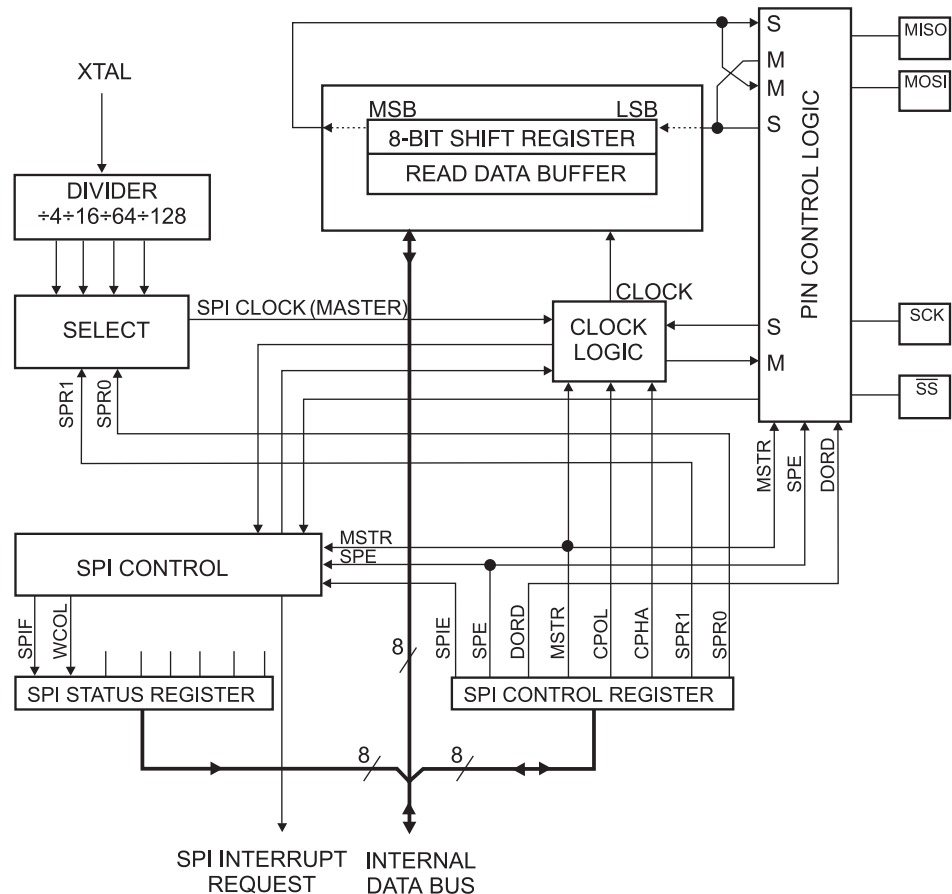 S
MISO
XTAL
M
M
MOSI
MSB
LSB
S
8-BIT SHIFT REGISTER
READ DATA BUFFER
DIVIDER
÷4÷16÷64÷128
PIN CONTROL LOGIC
CLOCK
SPI CLOCK (MASTER)
SELECT
CLOCK
LOGIC
S
SCK
M
SS
SPR1
SPR0
MSTR
SPE
DORD
MSTR
SPE
SPI CONTROL
SPIF
WCOL
8
SPIE
SPE
DORD
MSTR
CPOL
CPHA
SPR1
SPR0
SPI STATUS REGISTER
SPI CONTROL REGISTER
8
8
SPI INTERRUPT
REQUEST
INTERNAL
DATA BUS